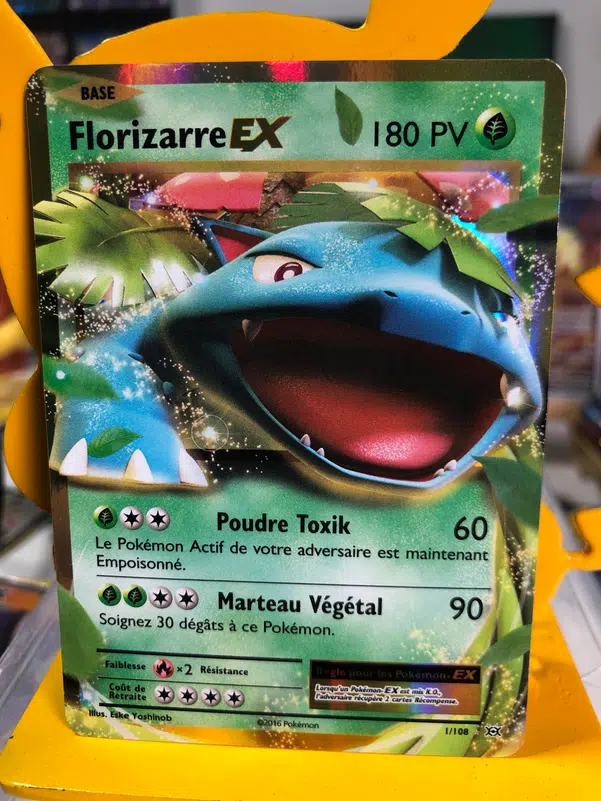 BASE
FlorizarreEX 180 PV
Poudre Toxik 60
Le Pokémon Actif de votre adversaire est maintenant
Empoisonné.
Marteau Végétal 90
Soignez 30 dégâts à ce Pokémon.
Faiblesse ×2 Résistance
Coût de
Retraite
Règle pour les Pokémon-EX
Lorsqu'un Pokémon-EX est mis K.O.,
l'adversaire récupère 2 cartes Récompense.
Illus. Eske Yoshinob
©2016 Pokémon
1/108